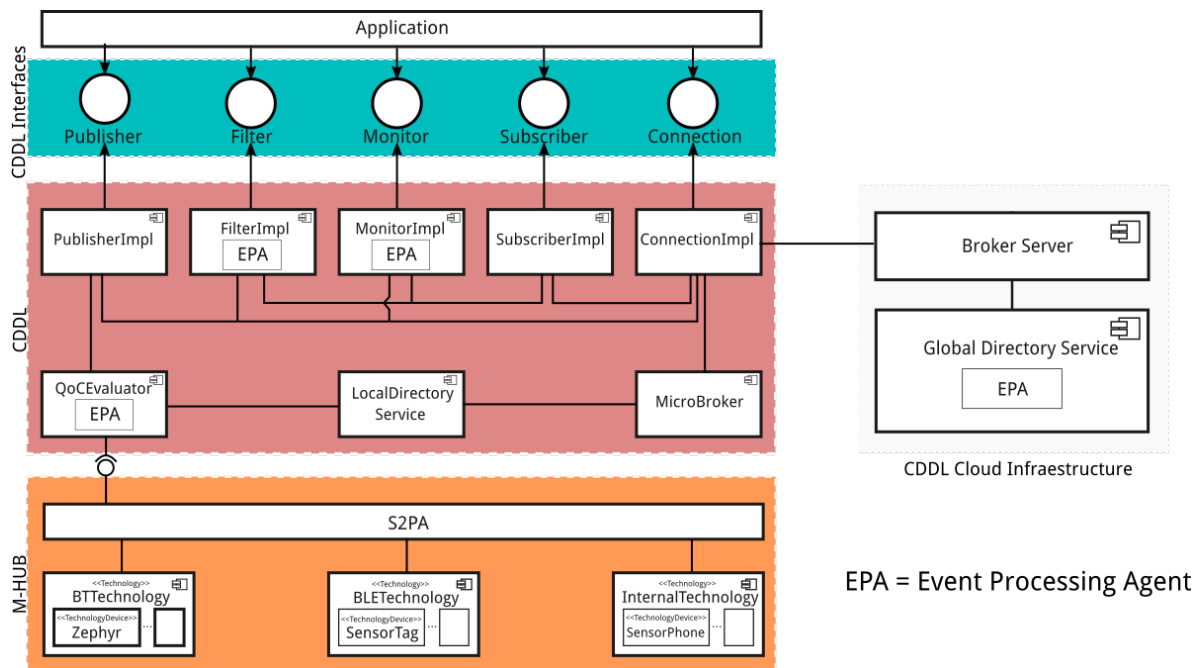 Application
CDDL Interfaces
Publisher
Filter
Monitor
Subscriber
Connection
CDDL
PublisherImpl
FilterImpl
EPA
MonitorImpl
EPA
SubscriberImpl
ConnectionImpl
QoCEvaluator
EPA
LocalDirectory
Service
MicroBroker
Broker Server
Global Directory Service
EPA
CDDL Cloud Infraestructure
M-HUB
S2PA
<<Technology>>
BTTechnology
<<TechnologyDevice>>
Zephyr
...
<<Technology>>
BLETechnology
<<TechnologyDevice>>
SensorTag
...
<<Technology>>
InternalTechnology
<<TechnologyDevice>>
SensorPhone
...
EPA = Event Processing Agent